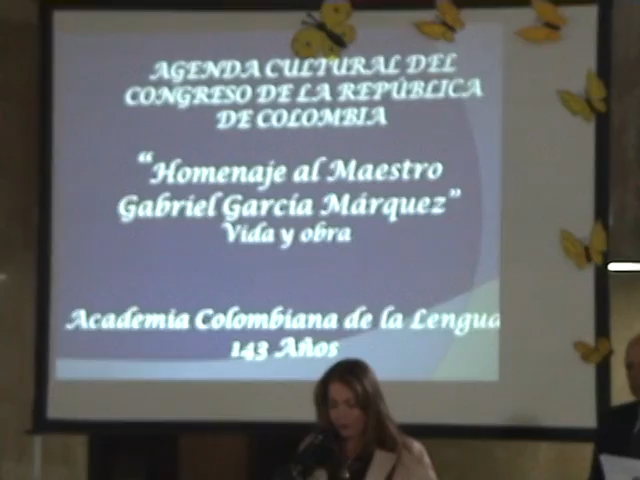 AGENDA CULTURAL DEL
CONGRESO DE LA REPÚBLICA
DE COLOMBIA
"Homenaje al Maestro
Gabriel García Márquez"
Vida y obra
Academia Colombiana de la Lengua
143 Años